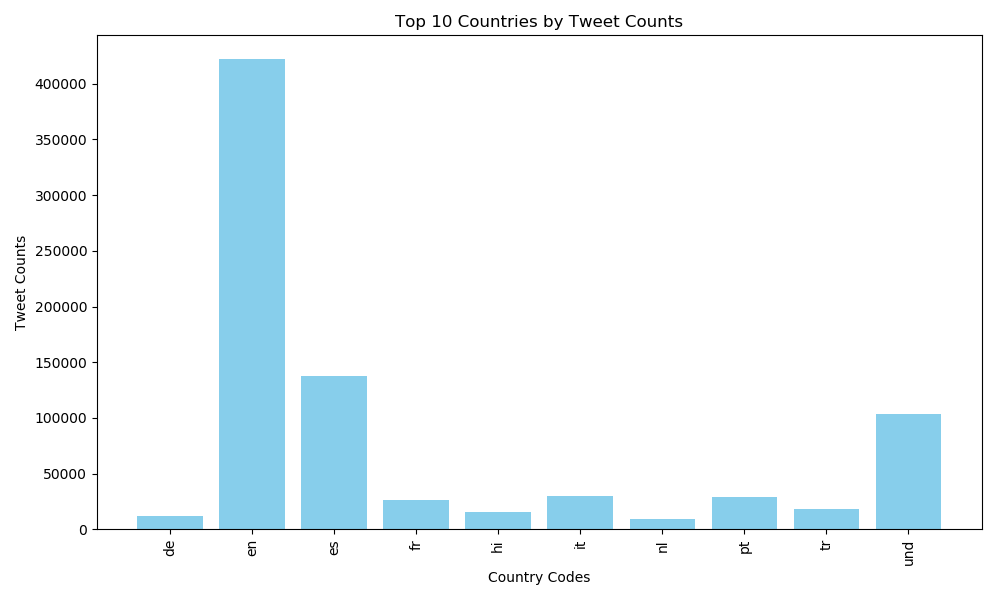 Top 10 Countries by Tweet Counts
400000
350000
300000
250000
200000
150000
100000
50000
0
Tweet Counts
de
en
es
fr
hi
it
nl
pt
tr
und
Country Codes